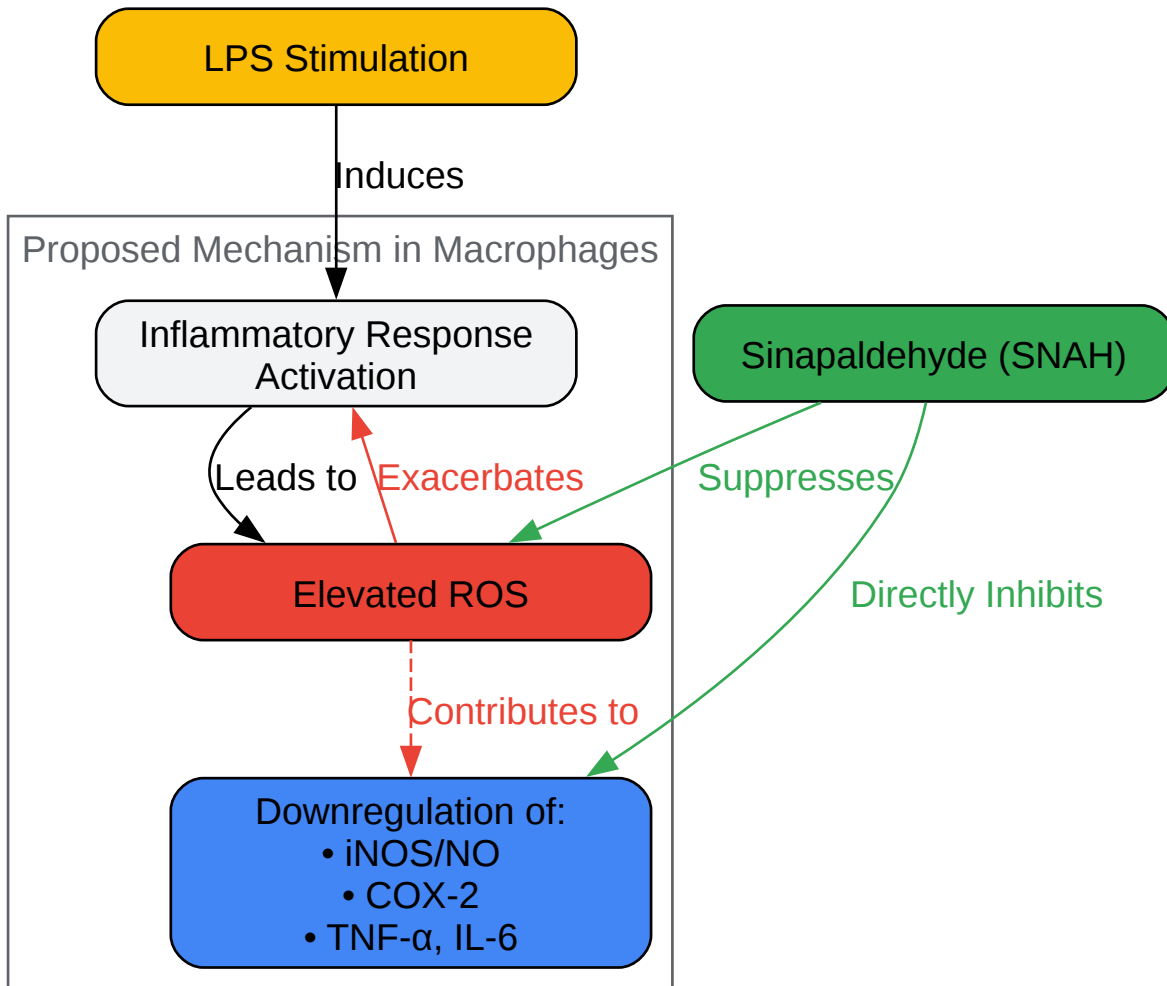 LPS Stimulation
Induces
Proposed Mechanism in Macrophages
Inflammatory Response
Activation
Sinapaldehyde (SNAH)
Leads to
Exacerbates
Suppresses
Elevated ROS
Directly Inhibits
Contributes to
Downregulation of:
• iNOS/NO
• COX-2
• TNF-α, IL-6